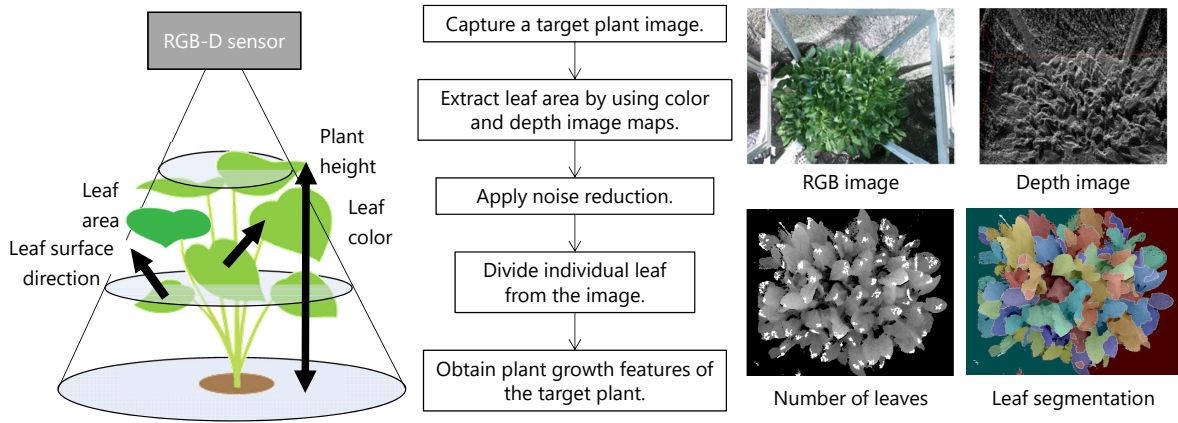 RGB-D sensor
Plant
height
Leaf
area
Leaf
color
Leaf surface
direction
Capture a target plant image.
Extract leaf area by using color
and depth image maps.
Apply noise reduction.
Divide individual leaf
from the image.
Obtain plant growth features of
the target plant.
RGB image
Depth image
Number of leaves
Leaf segmentation